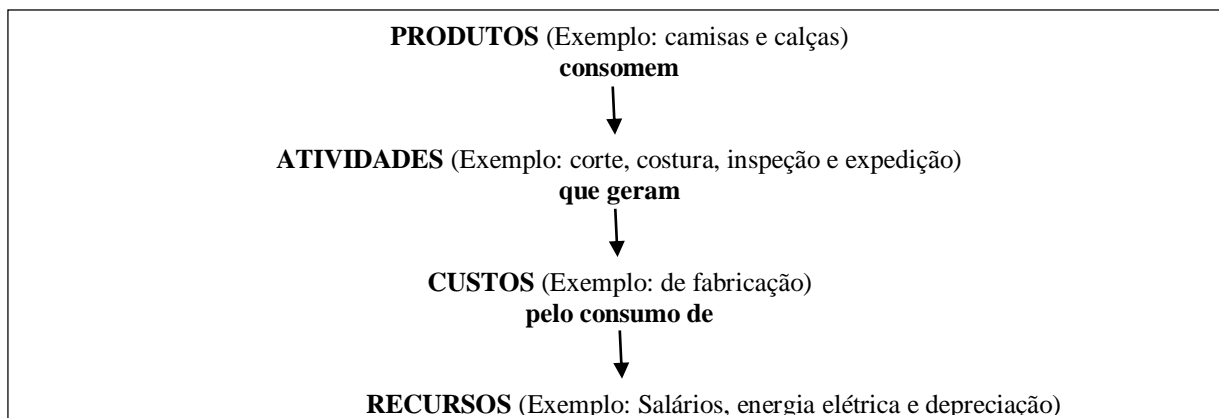 PRODUTOS (Exemplo: camisas e calças)
consomem
ATIVIDADES (Exemplo: corte, costura, inspeção e expedição)
que geram
CUSTOS (Exemplo: de fabricação)
pelo consumo de
RECURSOS (Exemplo: Salários, energia elétrica e depreciação)